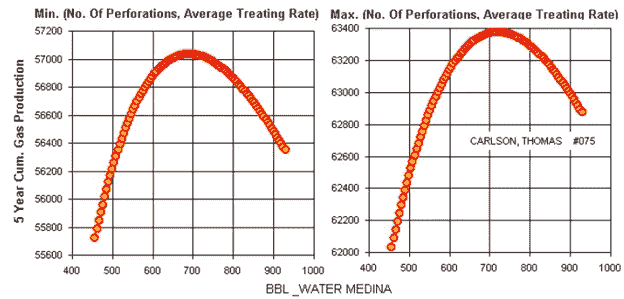 Min. (No. Of Perforations, Average Treating Rate)
5 Year Cum. Gas Production
57200
57000
56800
56600
56400
56200
56000
55800
55600
400 500 600 700 800 900 1000
Max. (No. Of Perforations, Average Treating Rate)
63400
63200
63000
62800
62600
62400
62200
62000
CARLSON, THOMAS #075
400 500 600 700 800 900 1000
BBL _WATER MEDINA